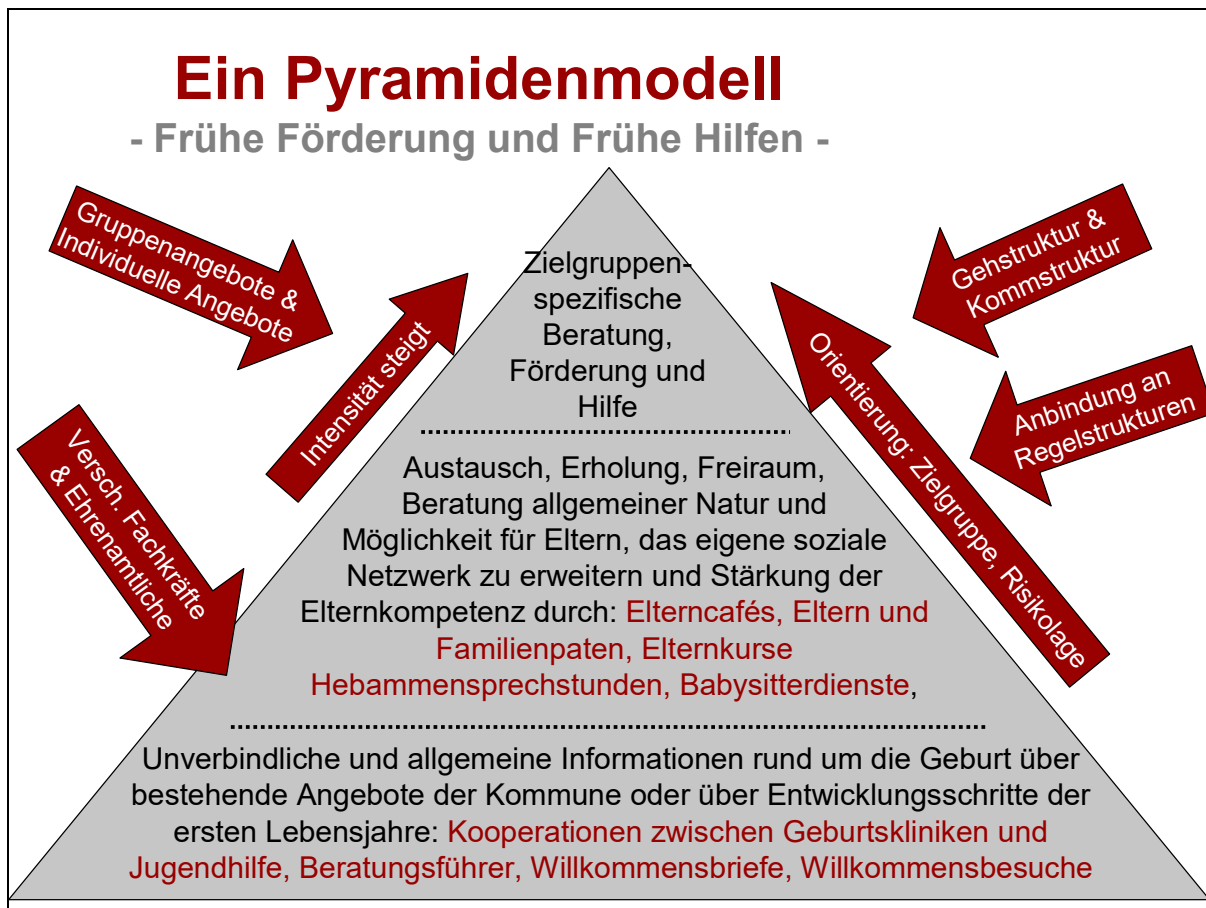 Ein Pyramidenmodell
- Frühe Förderung und Frühe Hilfen -
Gruppenangebote &
Individuelle Angebote
Intensität steigt
Versch. Fachkräfte
& Ehrenamtliche
Gehstruktur &
Kommstruktur
Orientierung: Zielgruppe, Risikolage
Anbindung an
Regelstrukturen
Zielgruppen-
spezifische
Beratung,
Förderung und
Hilfe
Austausch, Erholung, Freiraum,
Beratung allgemeiner Natur und
Möglichkeit für Eltern, das eigene soziale
Netzwerk zu erweitern und Stärkung der
Elternkompetenz durch: Elterncafés, Eltern und
Familienpaten, Elternkurse
Hebammensprechstunden, Babysitterdienste,
Unverbindliche und allgemeine Informationen rund um die Geburt über
bestehende Angebote der Kommune oder über Entwicklungsschritte der
ersten Lebensjahre: Kooperationen zwischen Geburtskliniken und
Jugendhilfe, Beratungsführer, Willkommensbriefe, Willkommensbesuche